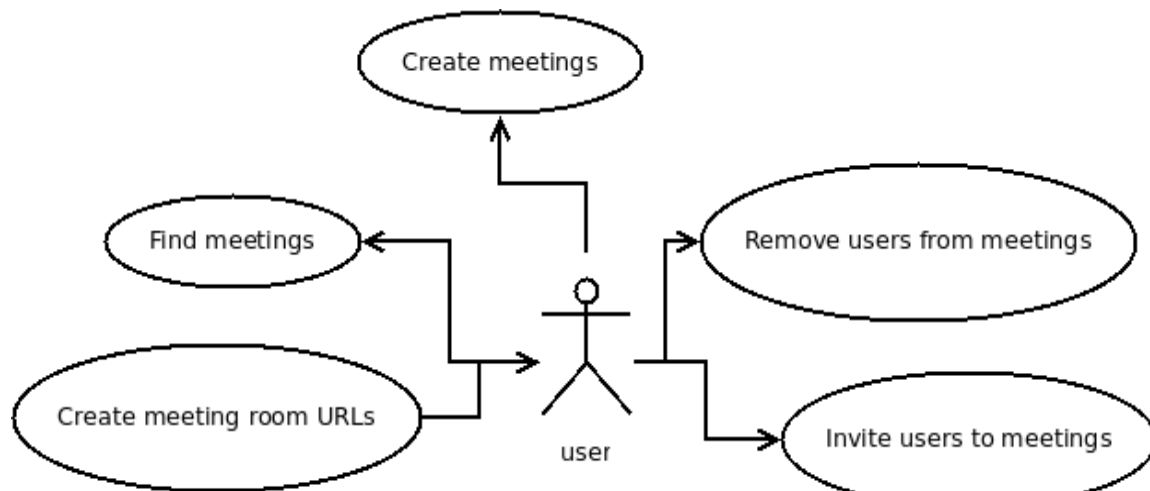 Create meetings
Find meetings
Remove users from meetings
Create meeting room URLs
Invite users to meetings
user